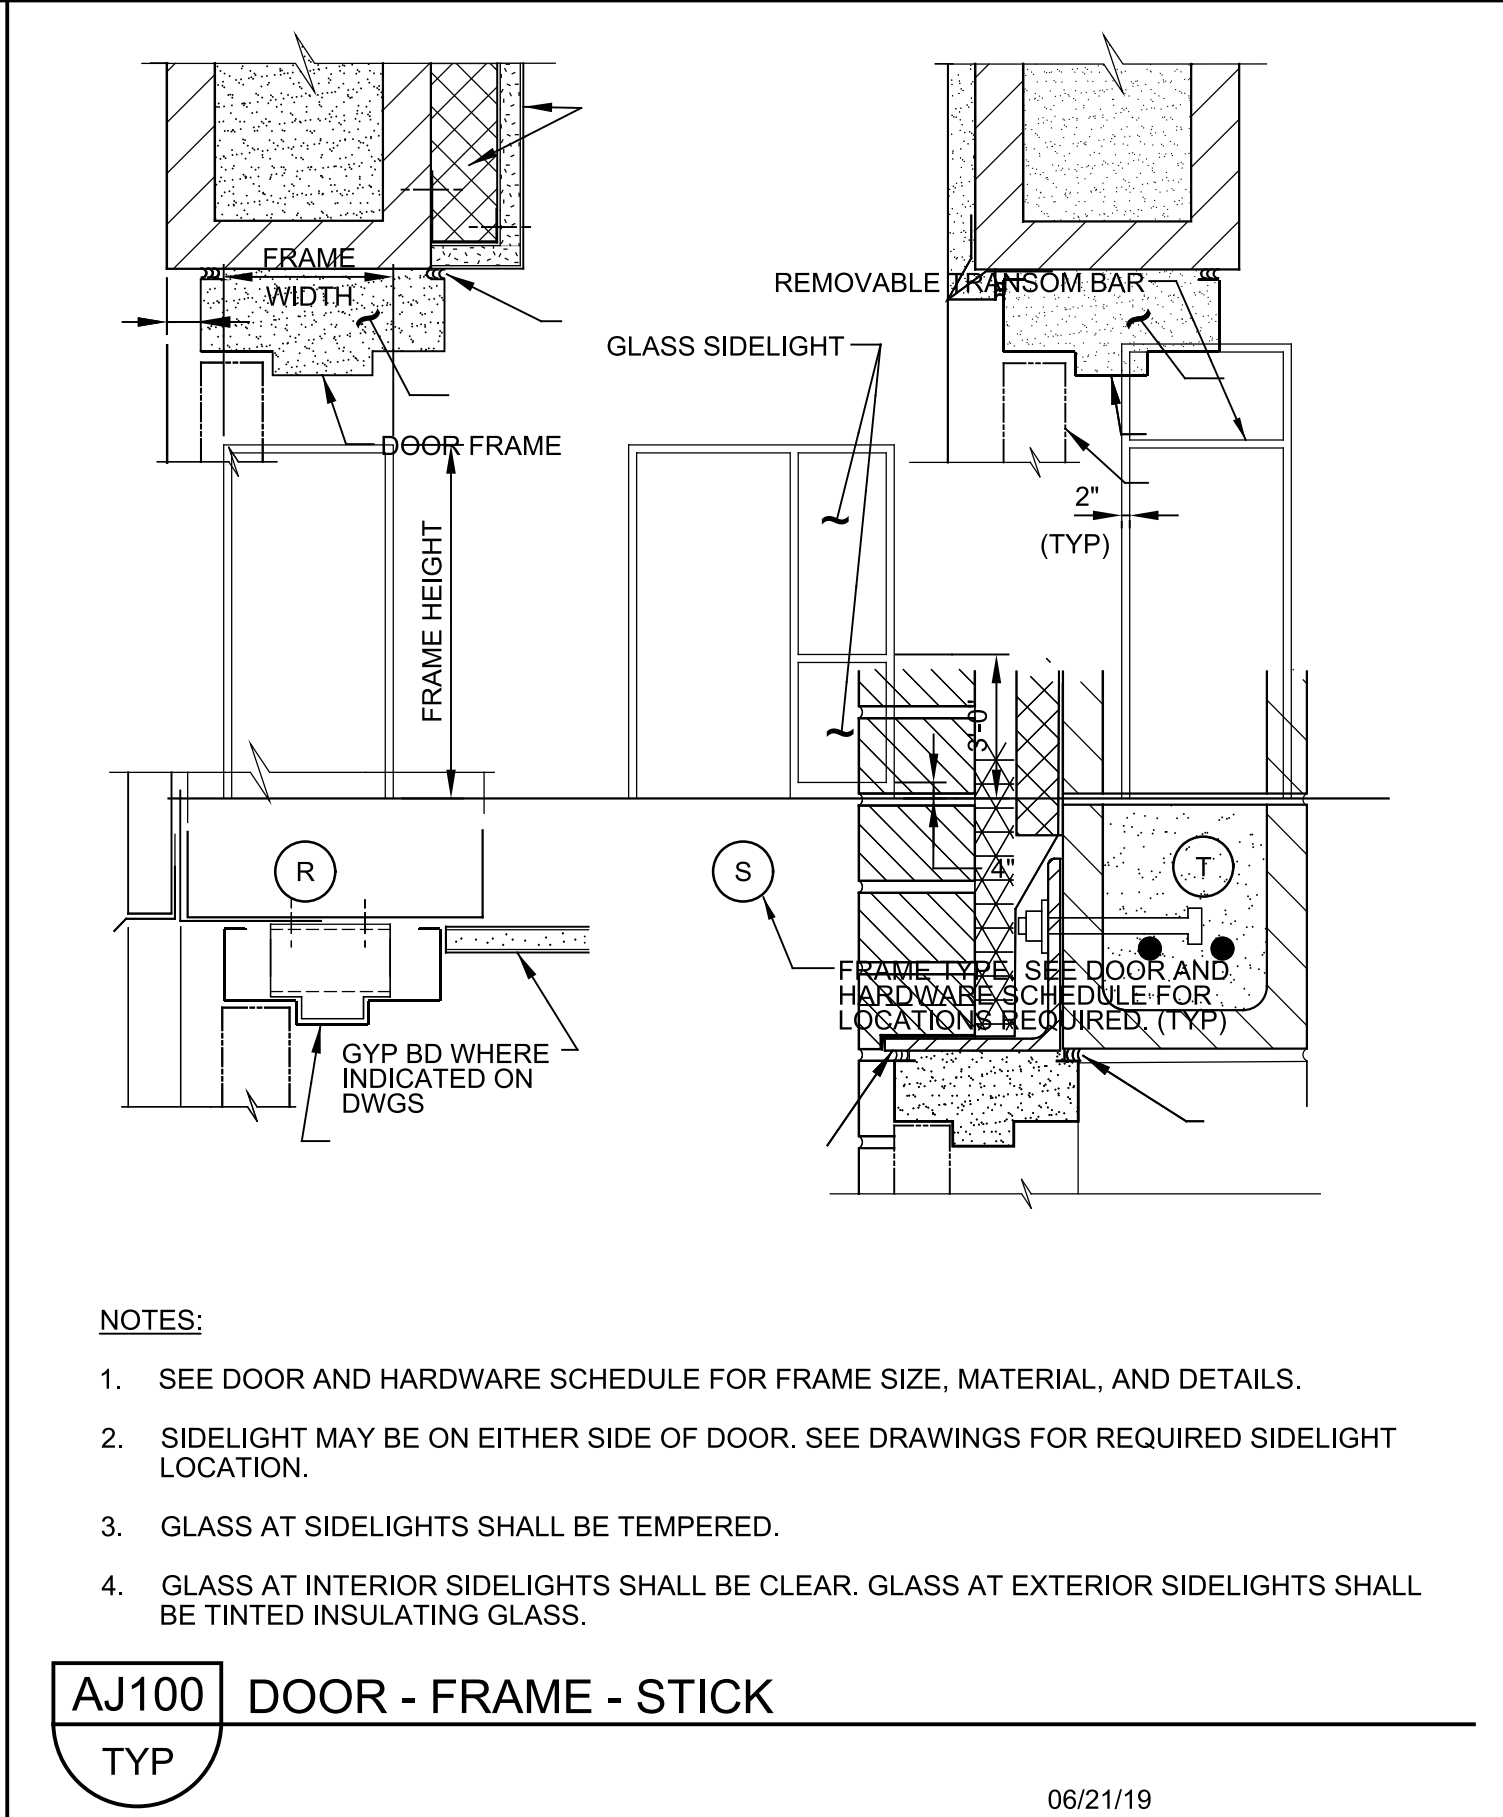 FRAME
WIDTH
REMOVABLE TRANSOM BAR
GLASS SIDELIGHT
DOOR FRAME
2"
(TYP)
FRAME HEIGHT
3'-0"
4"
R
S
T
FRAME TYPE. SEE DOOR AND
HARDWARE SCHEDULE FOR
LOCATIONS REQUIRED. (TYP)
GYP BD WHERE
INDICATED ON
DWGS
NOTES:
1. SEE DOOR AND HARDWARE SCHEDULE FOR FRAME SIZE, MATERIAL, AND DETAILS.
2. SIDELIGHT MAY BE ON EITHER SIDE OF DOOR. SEE DRAWINGS FOR REQUIRED SIDELIGHT
LOCATION.
3. GLASS AT SIDELIGHTS SHALL BE TEMPERED.
4. GLASS AT INTERIOR SIDELIGHTS SHALL BE CLEAR. GLASS AT EXTERIOR SIDELIGHTS SHALL
BE TINTED INSULATING GLASS.
AJ100
DOOR - FRAME - STICK
TYP
06/21/19